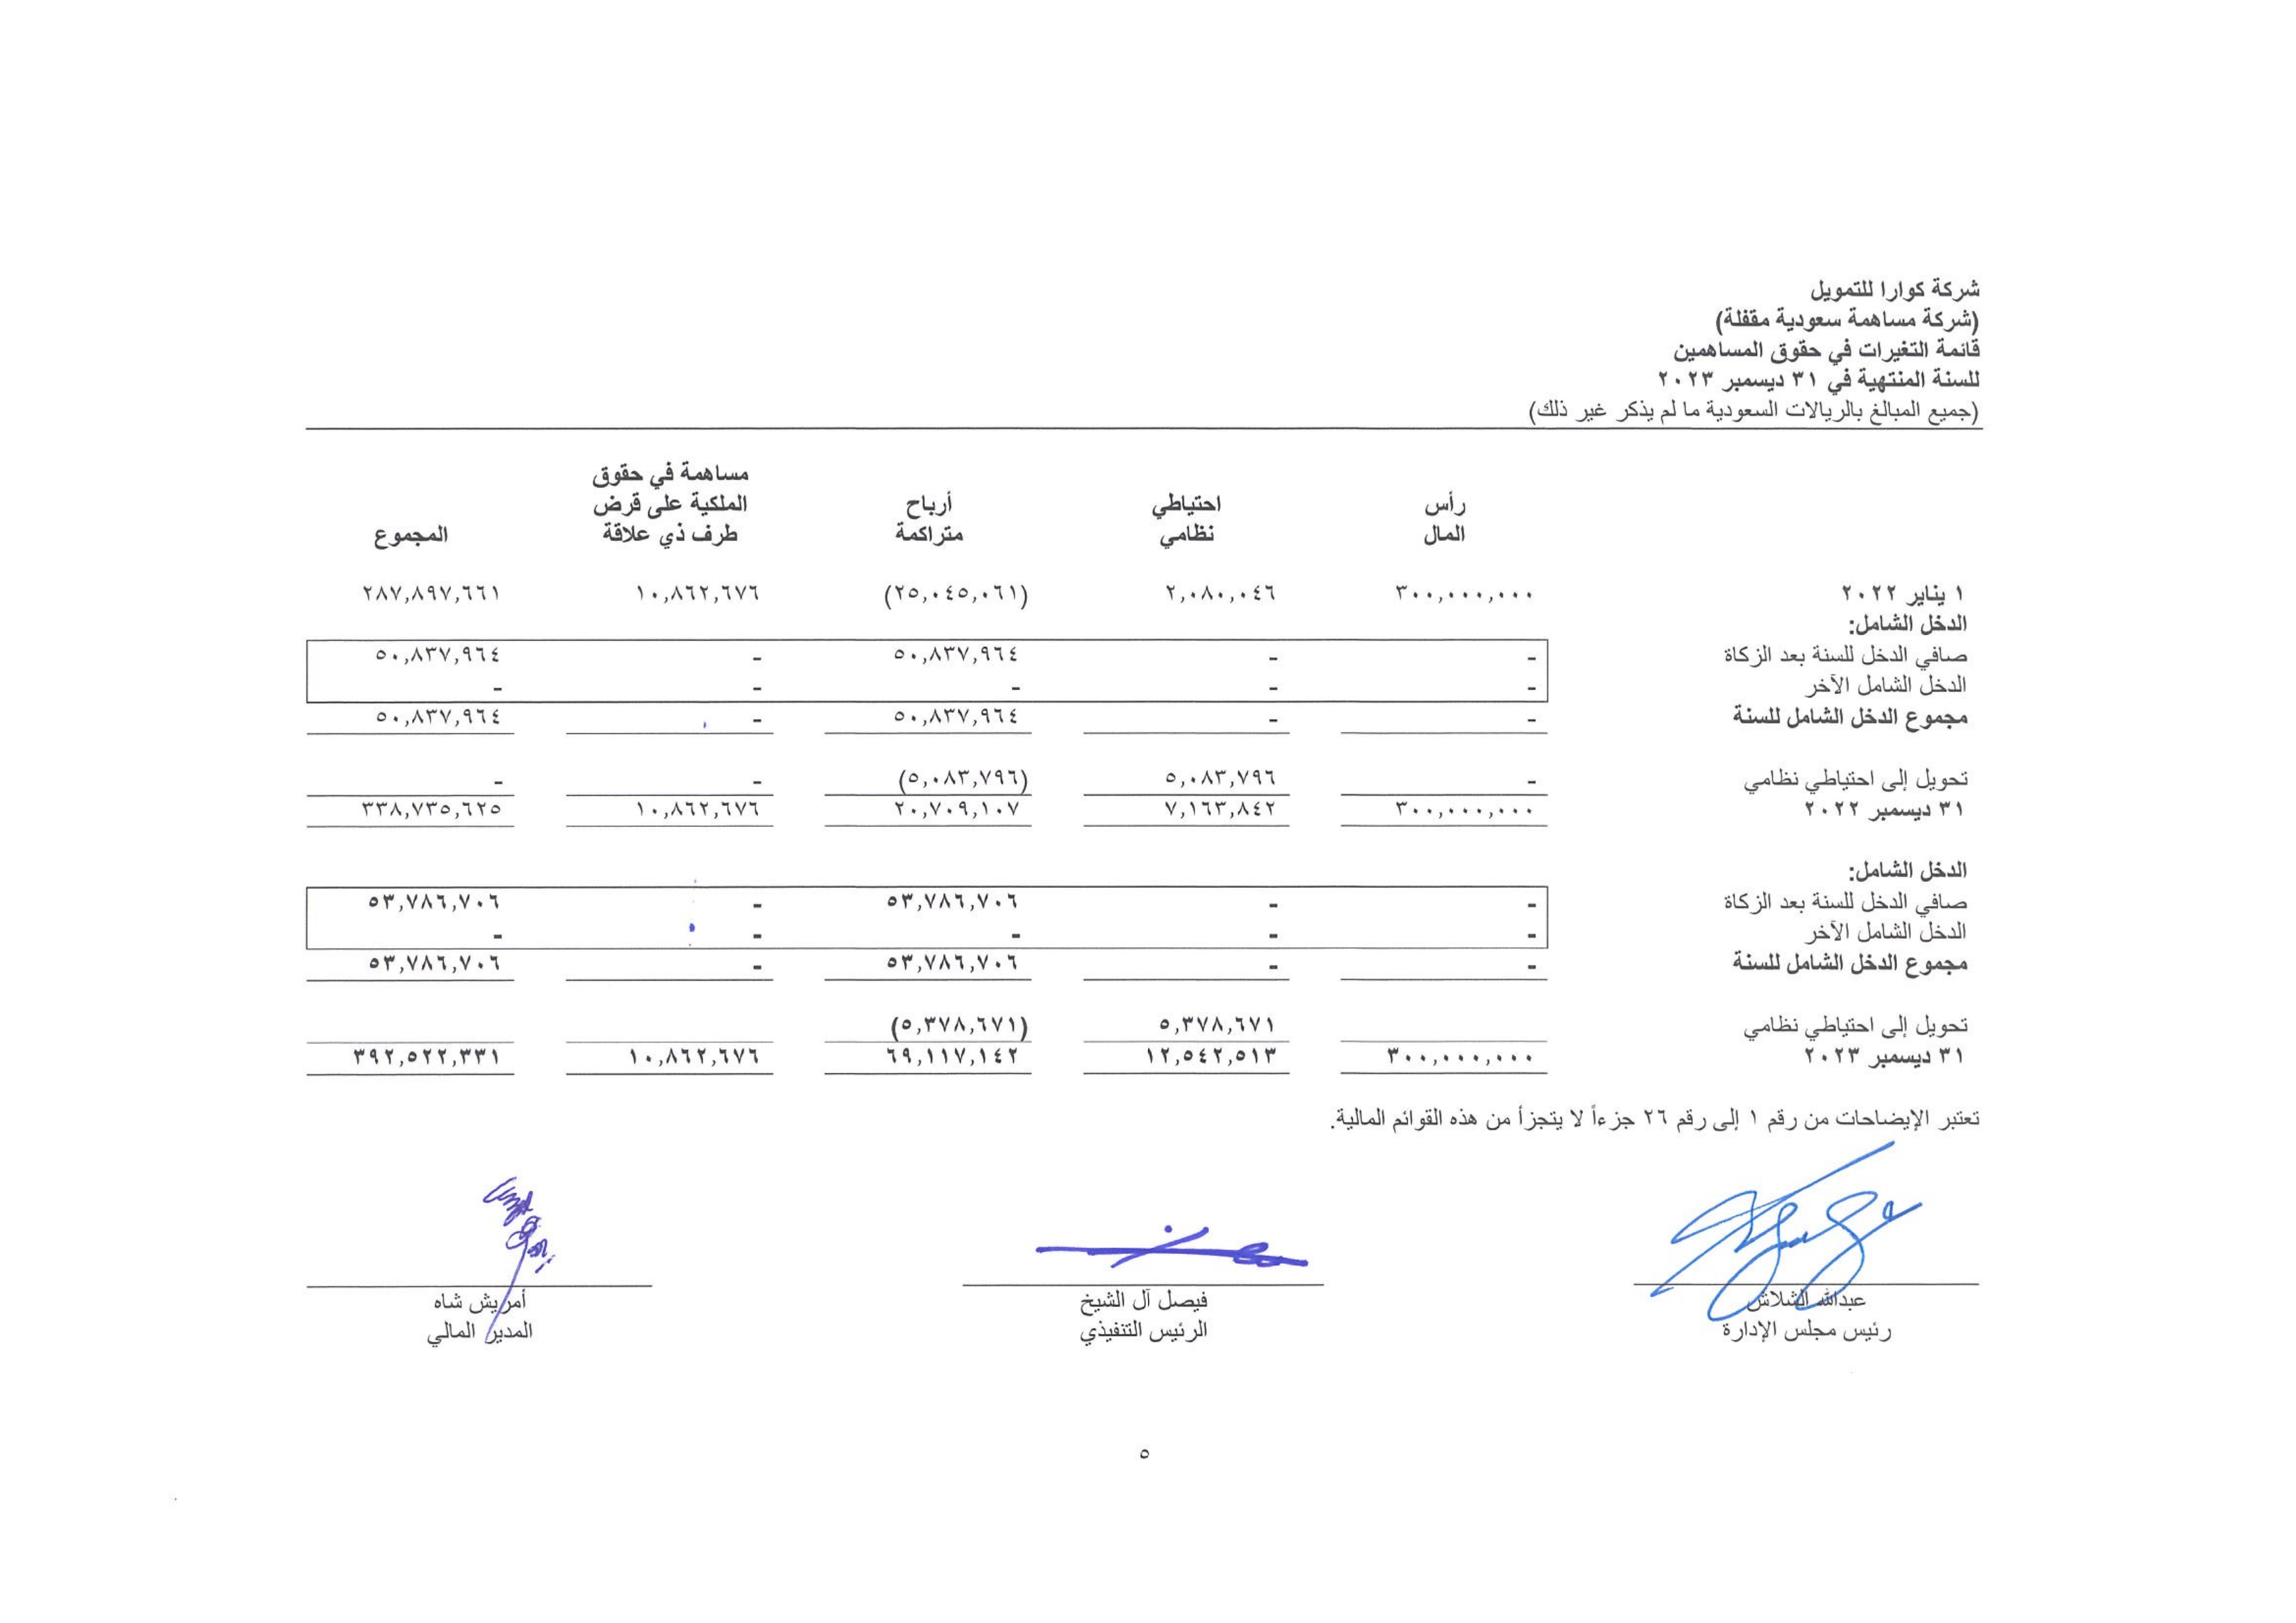 شركة كوارا للتمويل
(شركة مساهمة سعودية مقفلة)
قائمة التغيرات في حقوق المساهمين
للسنة المنتهية في ٣١ ديسمبر ٢٠٢٣
(جميع المبالغ بالريالات السعودية ما لم يذكر غير ذلك)
رأس المال احتياطي نظامي أرباح متراكمة مساهمة في حقوق الملكية على قرض طرف ذي علاقة المجموع
١ يناير ٢٠٢٢ ٣٠٠,٠٠٠,٠٠٠ ٢,٠٨٠,٠٤٦ (٢٥,٠٤٥,٠٦١) ١٠,٨٦٢,٦٧٦ ٢٨٧,٨٩٧,٦٦١
الدخل الشامل:
صافي الدخل للسنة بعد الزكاة - - ٥٠,٨٣٧,٩٦٤ - ٥٠,٨٣٧,٩٦٤
الدخل الشامل الآخر - - - - -
مجموع الدخل الشامل للسنة - - ٥٠,٨٣٧,٩٦٤ - ٥٠,٨٣٧,٩٦٤
تحويل إلى احتياطي نظامي - ٥,٠٨٣,٧٩٦ (٥,٠٨٣,٧٩٦) - -
٣١ ديسمبر ٢٠٢٢ ٣٠٠,٠٠٠,٠٠٠ ٧,١٦٣,٨٤٢ ٢٠,٧٠٩,١٠٧ ١٠,٨٦٢,٦٧٦ ٣٣٨,٧٣٥,٦٢٥
الدخل الشامل:
صافي الدخل للسنة بعد الزكاة - - ٥٣,٧٨٦,٧٠٦ - ٥٣,٧٨٦,٧٠٦
الدخل الشامل الآخر - - - - -
مجموع الدخل الشامل للسنة - - ٥٣,٧٨٦,٧٠٦ - ٥٣,٧٨٦,٧٠٦
تحويل إلى احتياطي نظامي ٥,٣٧٨,٦٧١ (٥,٣٧٨,٦٧١)
٣١ ديسمبر ٢٠٢٣ ٣٠٠,٠٠٠,٠٠٠ ١٢,٥٤٢,٥١٣ ٦٩,١١٧,١٤٢ ١٠,٨٦٢,٦٧٦ ٣٩٢,٥٢٢,٣٣١
تعتبر الإيضاحات من رقم ١ إلى رقم ٢٦ جزءاً لا يتجزأ من هذه القوائم المالية.
عبدالله الشلاش فيصل آل الشيخ أمريش شاه
رئيس مجلس الإدارة الرئيس التنفيذي المدير المالي
٥